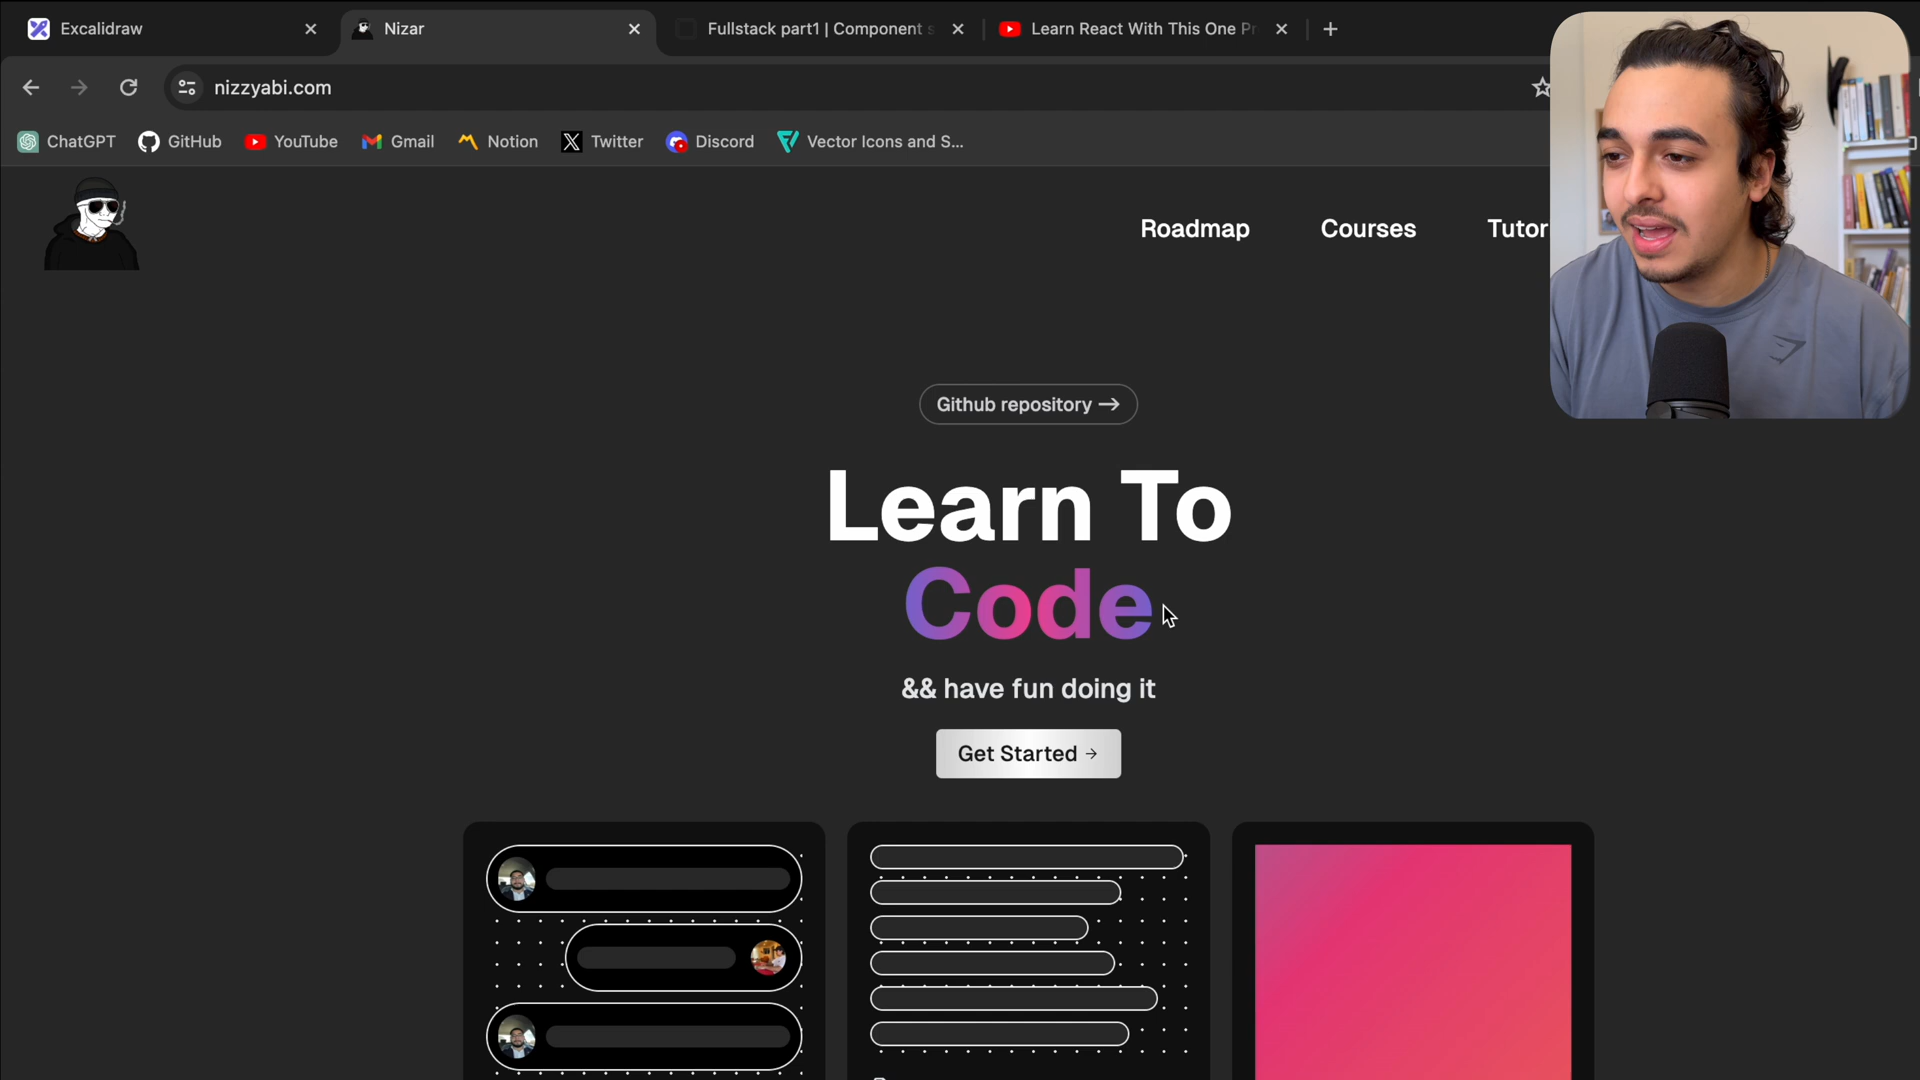 Excalidraw
Nizar
Fullstack part1 | Component s
Learn React With This One Pr
nizzyabi.com
ChatGPT
GitHub
YouTube
Gmail
Notion
Twitter
Discord
Vector Icons and S...
Roadmap
Courses
Tutor
Github repository →
Learn To
Code
&& have fun doing it
Get Started →